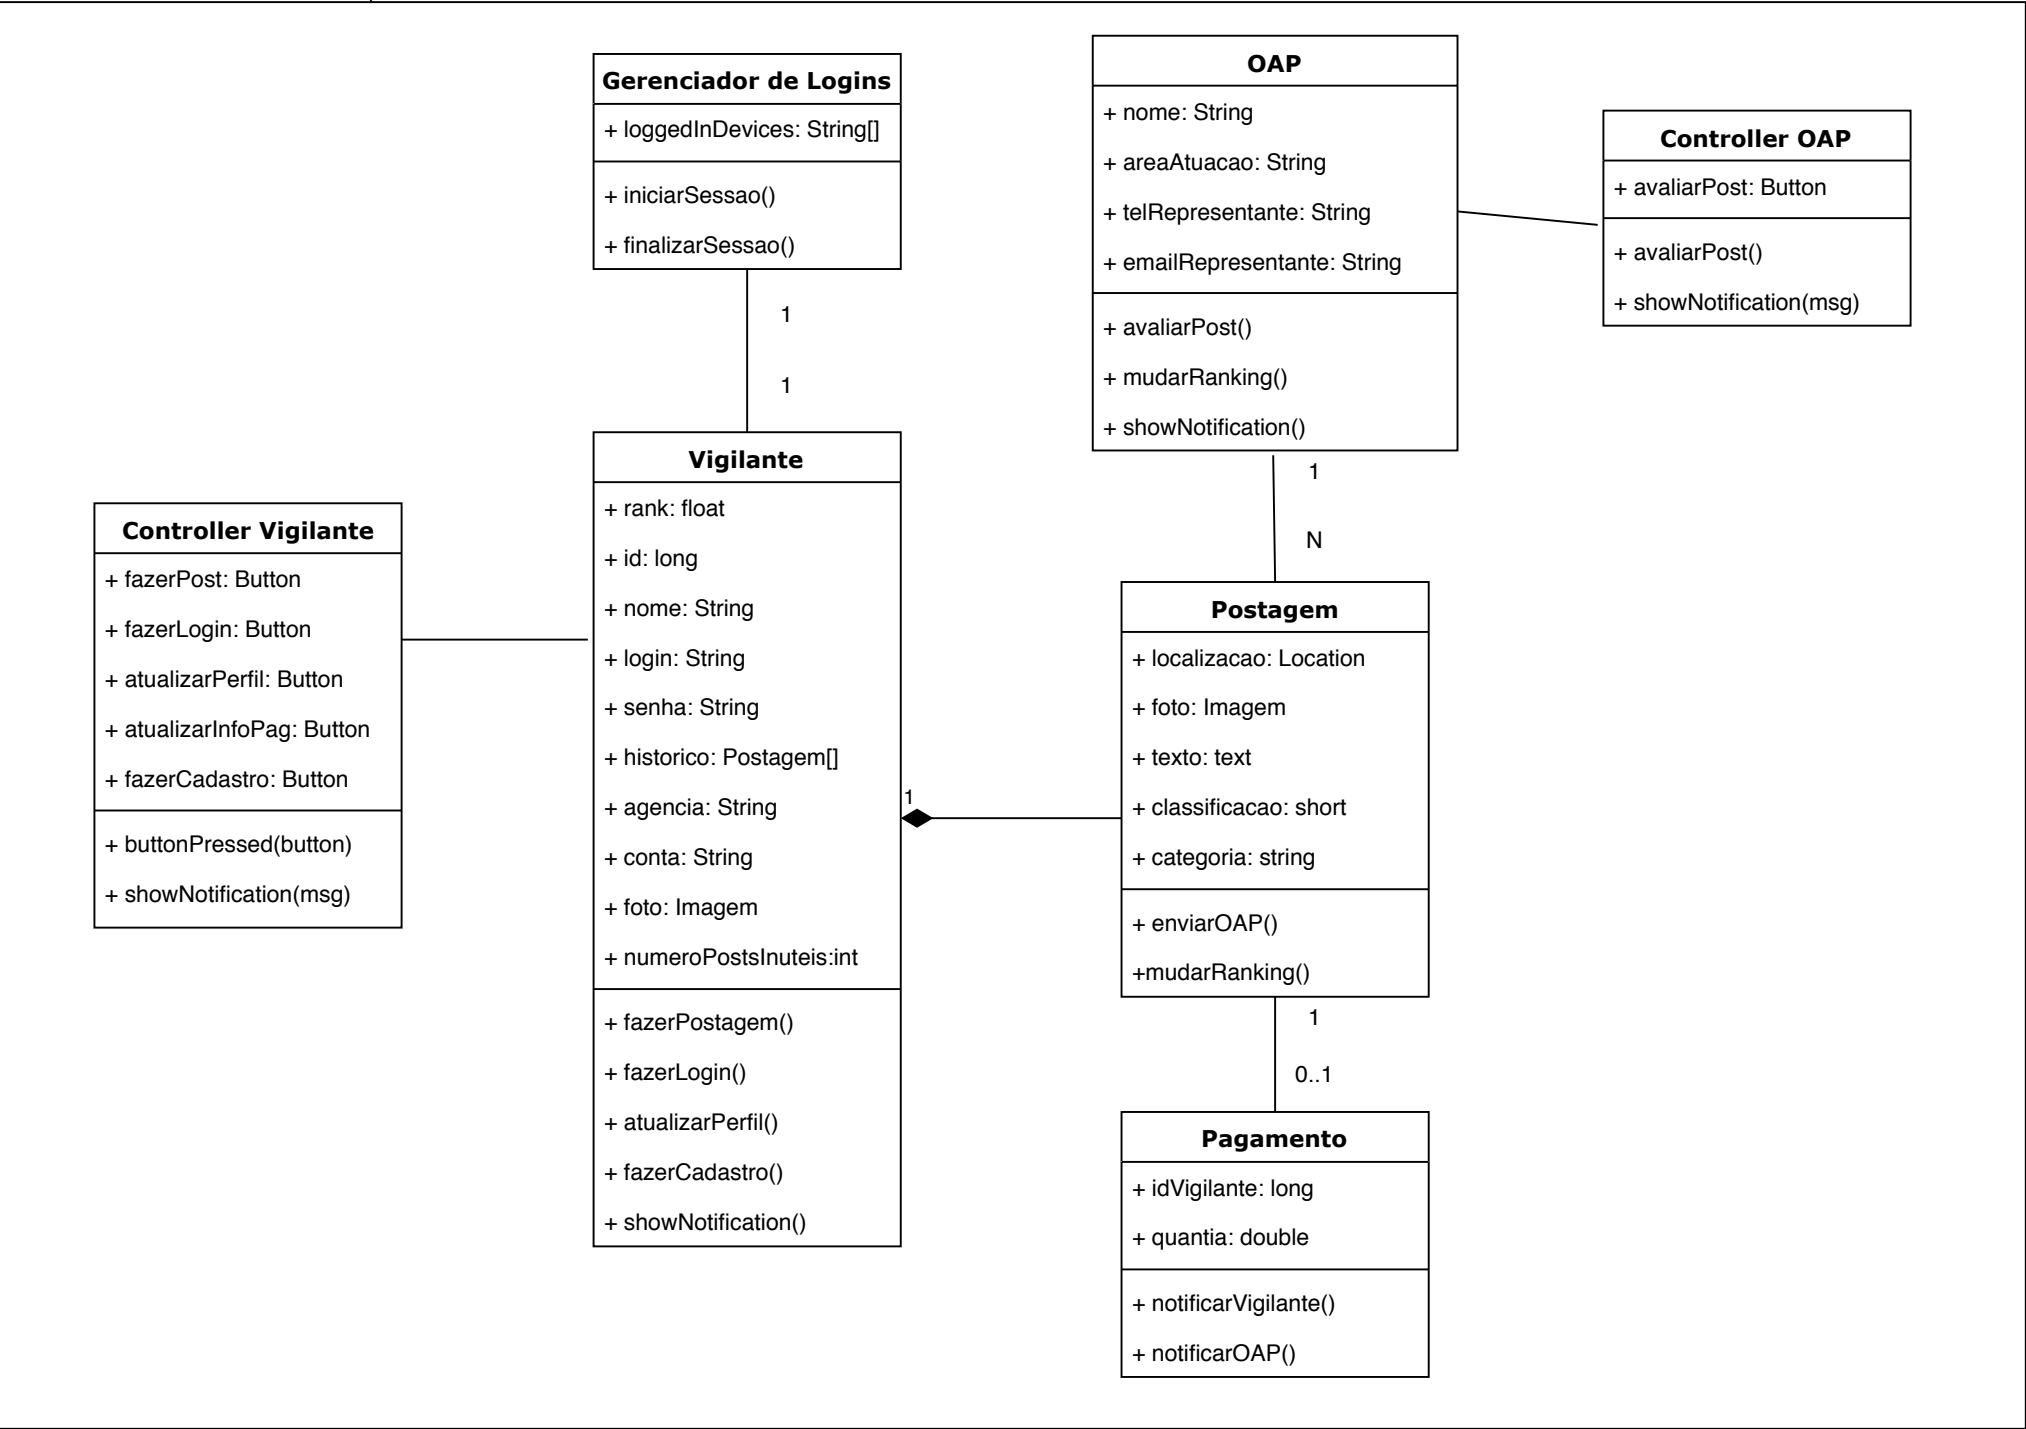 Gerenciador de Logins
+ loggedInDevices: String[]
+ iniciarSessao()
+ finalizarSessao()
1
1
OAP
+ nome: String
+ areaAtuacao: String
+ telRepresentante: String
+ emailRepresentante: String
+ avaliarPost()
+ mudarRanking()
+ showNotification()
Controller OAP
+ avaliarPost: Button
+ avaliarPost()
+ showNotification(msg)
1
N
Controller Vigilante
+ fazerPost: Button
+ fazerLogin: Button
+ atualizarPerfil: Button
+ atualizarInfoPag: Button
+ fazerCadastro: Button
+ buttonPressed(button)
+ showNotification(msg)
Vigilante
+ rank: float
+ id: long
+ nome: String
+ login: String
+ senha: String
+ historico: Postagem[]
+ agencia: String
+ conta: String
+ foto: Imagem
+ numeroPostsInuteis:int
+ fazerPostagem()
+ fazerLogin()
+ atualizarPerfil()
+ fazerCadastro()
+ showNotification()
1
Postagem
+ localizacao: Location
+ foto: Imagem
+ texto: text
+ classificacao: short
+ categoria: string
+ enviarOAP()
+mudarRanking()
1
0..1
Pagamento
+ idVigilante: long
+ quantia: double
+ notificarVigilante()
+ notificarOAP()